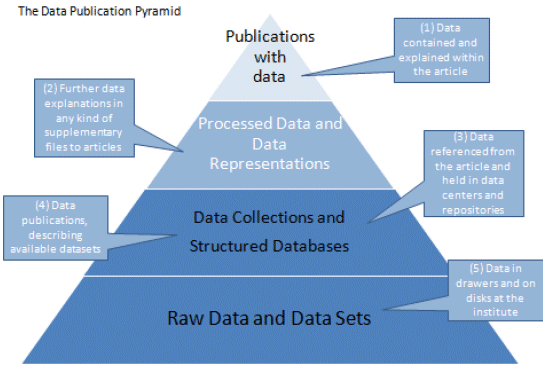 The Data Publication Pyramid
Publications
with
data
(1) Data
contained and
explained within
the article
(2) Further data
explanations in
any kind of
supplementary
files to articles
Processed Data and
Data
Representations
(3) Data
referenced from
the article and
held in data
centers and
repositories
(4) Data
publications,
describing
available datasets
Data Collections and
Structured Databases
(5) Data in
drawers and on
disks at the
institute
Raw Data and Data Sets